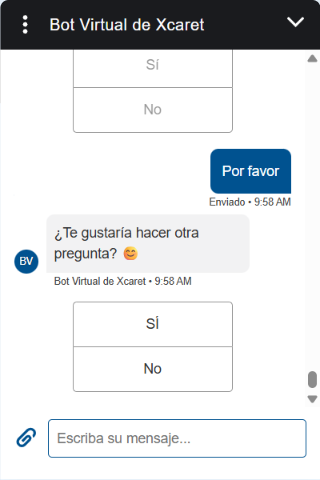 Bot Virtual de Xcaret
Sí
No
Por favor
Enviado • 9:58 AM
¿Te gustaría hacer otra
pregunta? 😊
BV
Bot Virtual de Xcaret • 9:58 AM
SÍ
No
Escriba su mensaje...